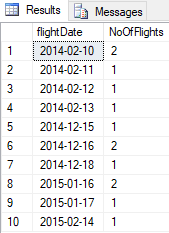 Results Messages
flightDate NoOfFlights
1 2014-02-10 2
2 2014-02-11 1
3 2014-02-12 1
4 2014-02-13 1
5 2014-12-15 1
6 2014-12-16 2
7 2014-12-18 1
8 2015-01-16 2
9 2015-01-17 1
10 2015-02-14 1